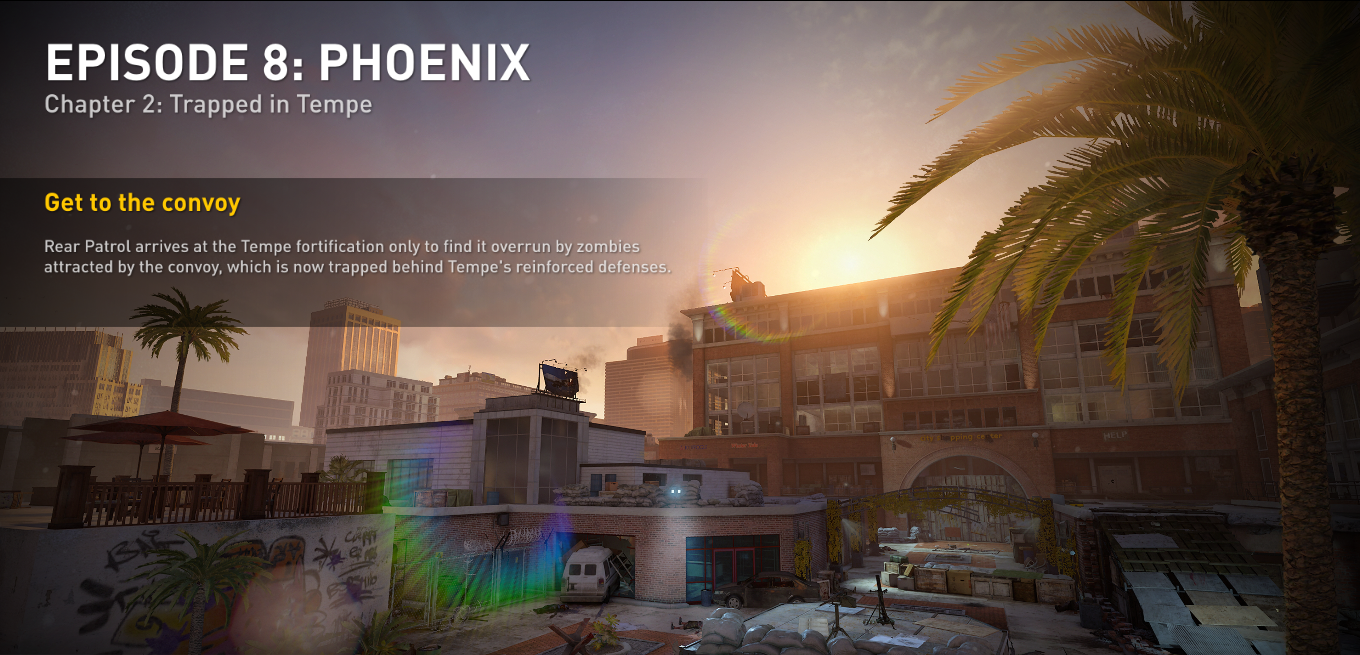 EPISODE 8: PHOENIX
Chapter 2: Trapped in Tempe
Get to the convoy
Rear Patrol arrives at the Tempe fortification only to find it overrun by zombies
attracted by the convoy, which is now trapped behind Tempe's reinforced defenses.
HELP